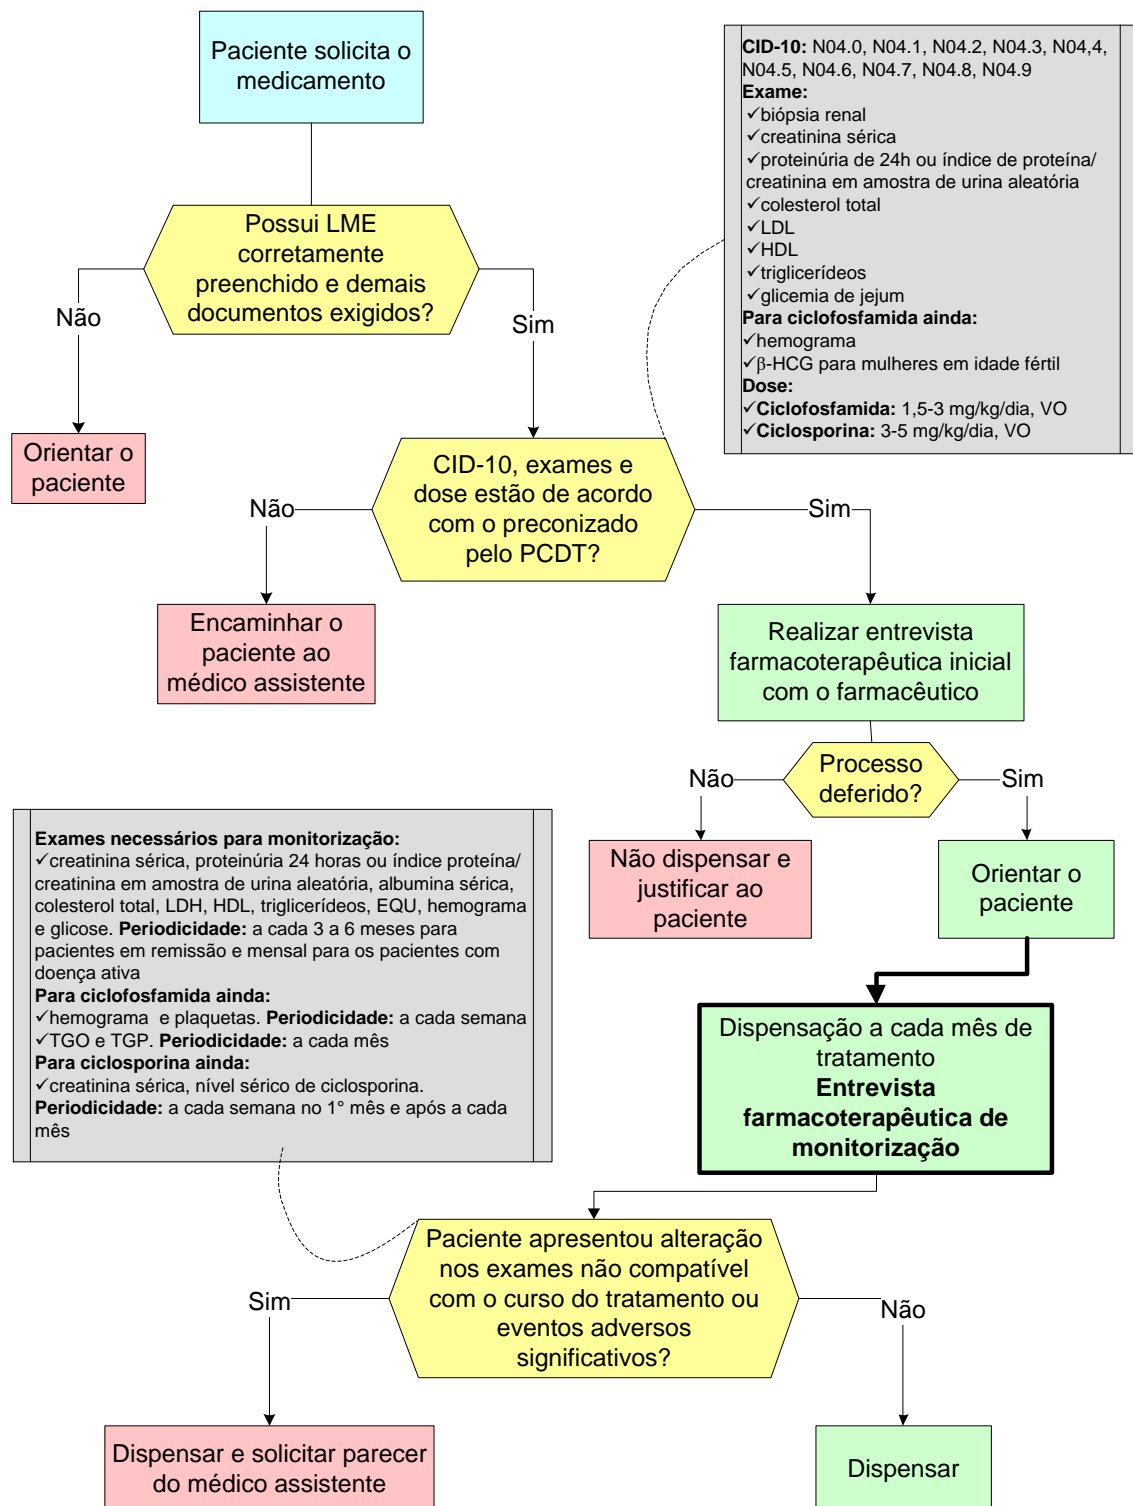 Paciente solicita o
medicamento
CID-10: N04.0, N04.1, N04.2, N04.3, N04,4,
N04.5, N04.6, N04.7, N04.8, N04.9
Exame:
✓biópsia renal
✓creatinina sérica
✓proteinúria de 24h ou índice de proteína/
creatinina em amostra de urina aleatória
✓colesterol total
✓LDL
✓HDL
✓triglicerídeos
✓glicemia de jejum
Para ciclofosfamida ainda:
✓hemograma
✓β-HCG para mulheres em idade fértil
Dose:
✓Ciclofosfamida: 1,5-3 mg/kg/dia, VO
✓Ciclosporina: 3-5 mg/kg/dia, VO
Possui LME
corretamente
preenchido e demais
documentos exigidos?
Não
Sim
Orientar o
paciente
CID-10, exames e
dose estão de acordo
com o preconizado
pelo PCDT?
Não
Sim
Encaminhar o
paciente ao
médico assistente
Realizar entrevista
farmacoterapêutica inicial
com o farmacêutico
Processo
deferido?
Não
Sim
Não dispensar e
justificar ao
paciente
Orientar o
paciente
Exames necessários para monitorização:
✓creatinina sérica, proteinúria 24 horas ou índice proteína/
creatinina em amostra de urina aleatória, albumina sérica,
colesterol total, LDH, HDL, triglicerídeos, EQU, hemograma
e glicose. Periodicidade: a cada 3 a 6 meses para
pacientes em remissão e mensal para os pacientes com
doença ativa
Para ciclofosfamida ainda:
✓hemograma e plaquetas. Periodicidade: a cada semana
✓TGO e TGP. Periodicidade: a cada mês
Para ciclosporina ainda:
✓creatinina sérica, nível sérico de ciclosporina.
Periodicidade: a cada semana no 1° mês e após a cada
mês
Dispensação a cada mês de
tratamento
Entrevista
farmacoterapêutica de
monitorização
Paciente apresentou alteração
nos exames não compatível
com o curso do tratamento ou
eventos adversos
significativos?
Sim
Não
Dispensar e solicitar parecer
do médico assistente
Dispensar